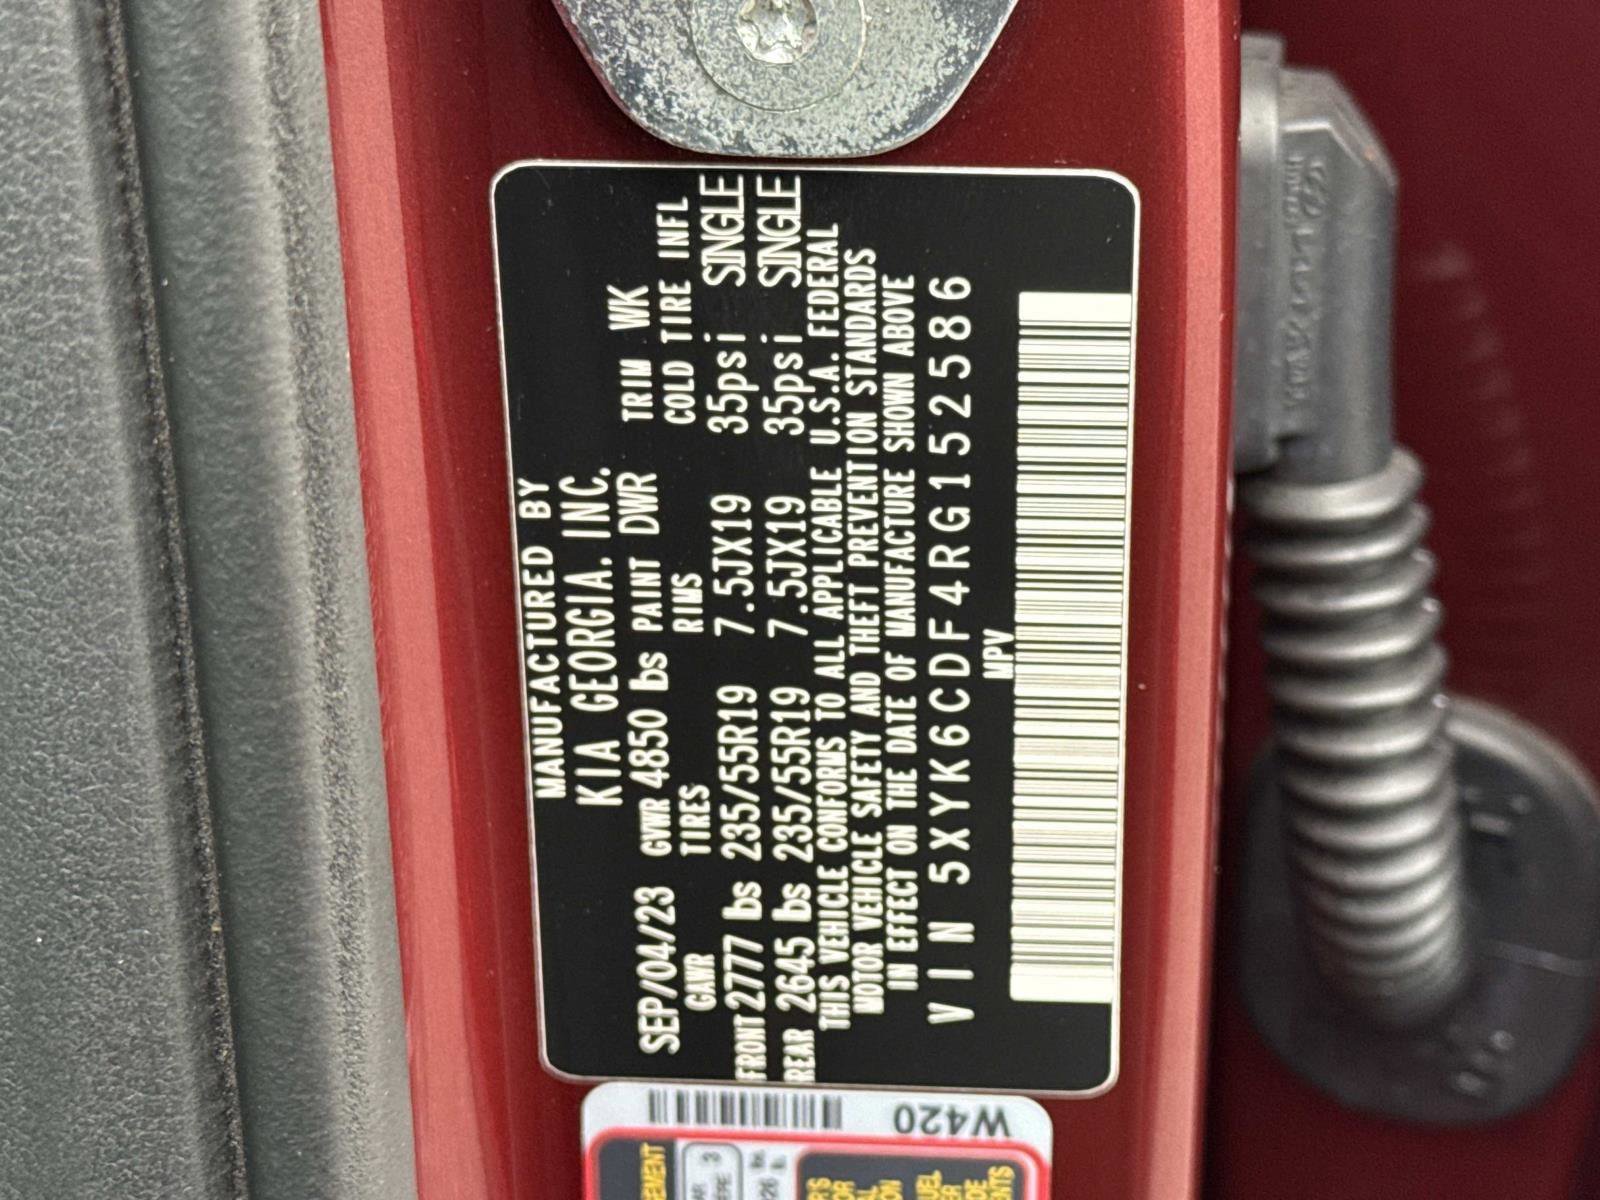 MANUFACTURED BY
KIA GEORGIA. INC.
SEP/04/23 GVWR 4850 lbs PAINT DWR TRIM WK
GAWR TIRES RIMS COLD TIRE INFL
FRONT 2777 lbs 235/55R19 7.5JX19 35psi SINGLE
REAR 2645 lbs 235/55R19 7.5JX19 35psi SINGLE
THIS VEHICLE CONFORMS TO ALL APPLICABLE U.S.A. FEDERAL
MOTOR VEHICLE SAFETY AND THEFT PREVENTION STANDARDS
IN EFFECT ON THE DATE OF MANUFACTURE SHOWN ABOVE
VIN 5XYK6CDF4RG152586
MPV
W420